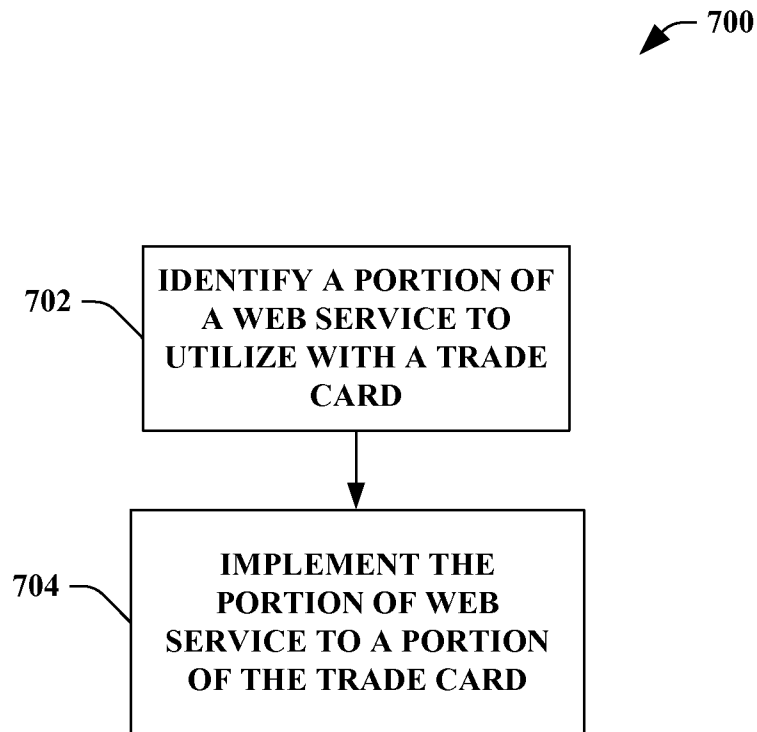 700
702
IDENTIFY A PORTION OF
A WEB SERVICE TO
UTILIZE WITH A TRADE
CARD
704
IMPLEMENT THE
PORTION OF WEB
SERVICE TO A PORTION
OF THE TRADE CARD